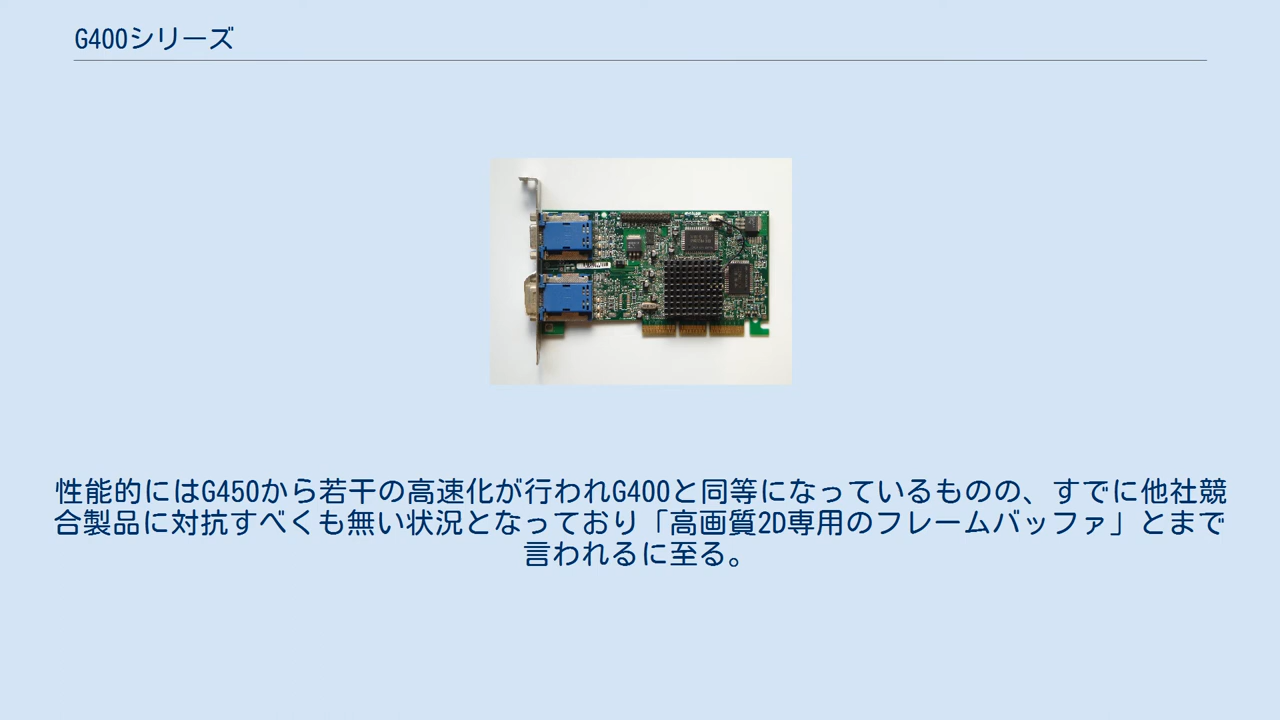 G400シリーズ
性能的にはG450から若干の高速化が行われG400と同等になっているものの、すでに他社競
合製品に対抗すべくも無い状況となっており「高画質2D専用のフレームバッファ」とまで
言われるに至る。